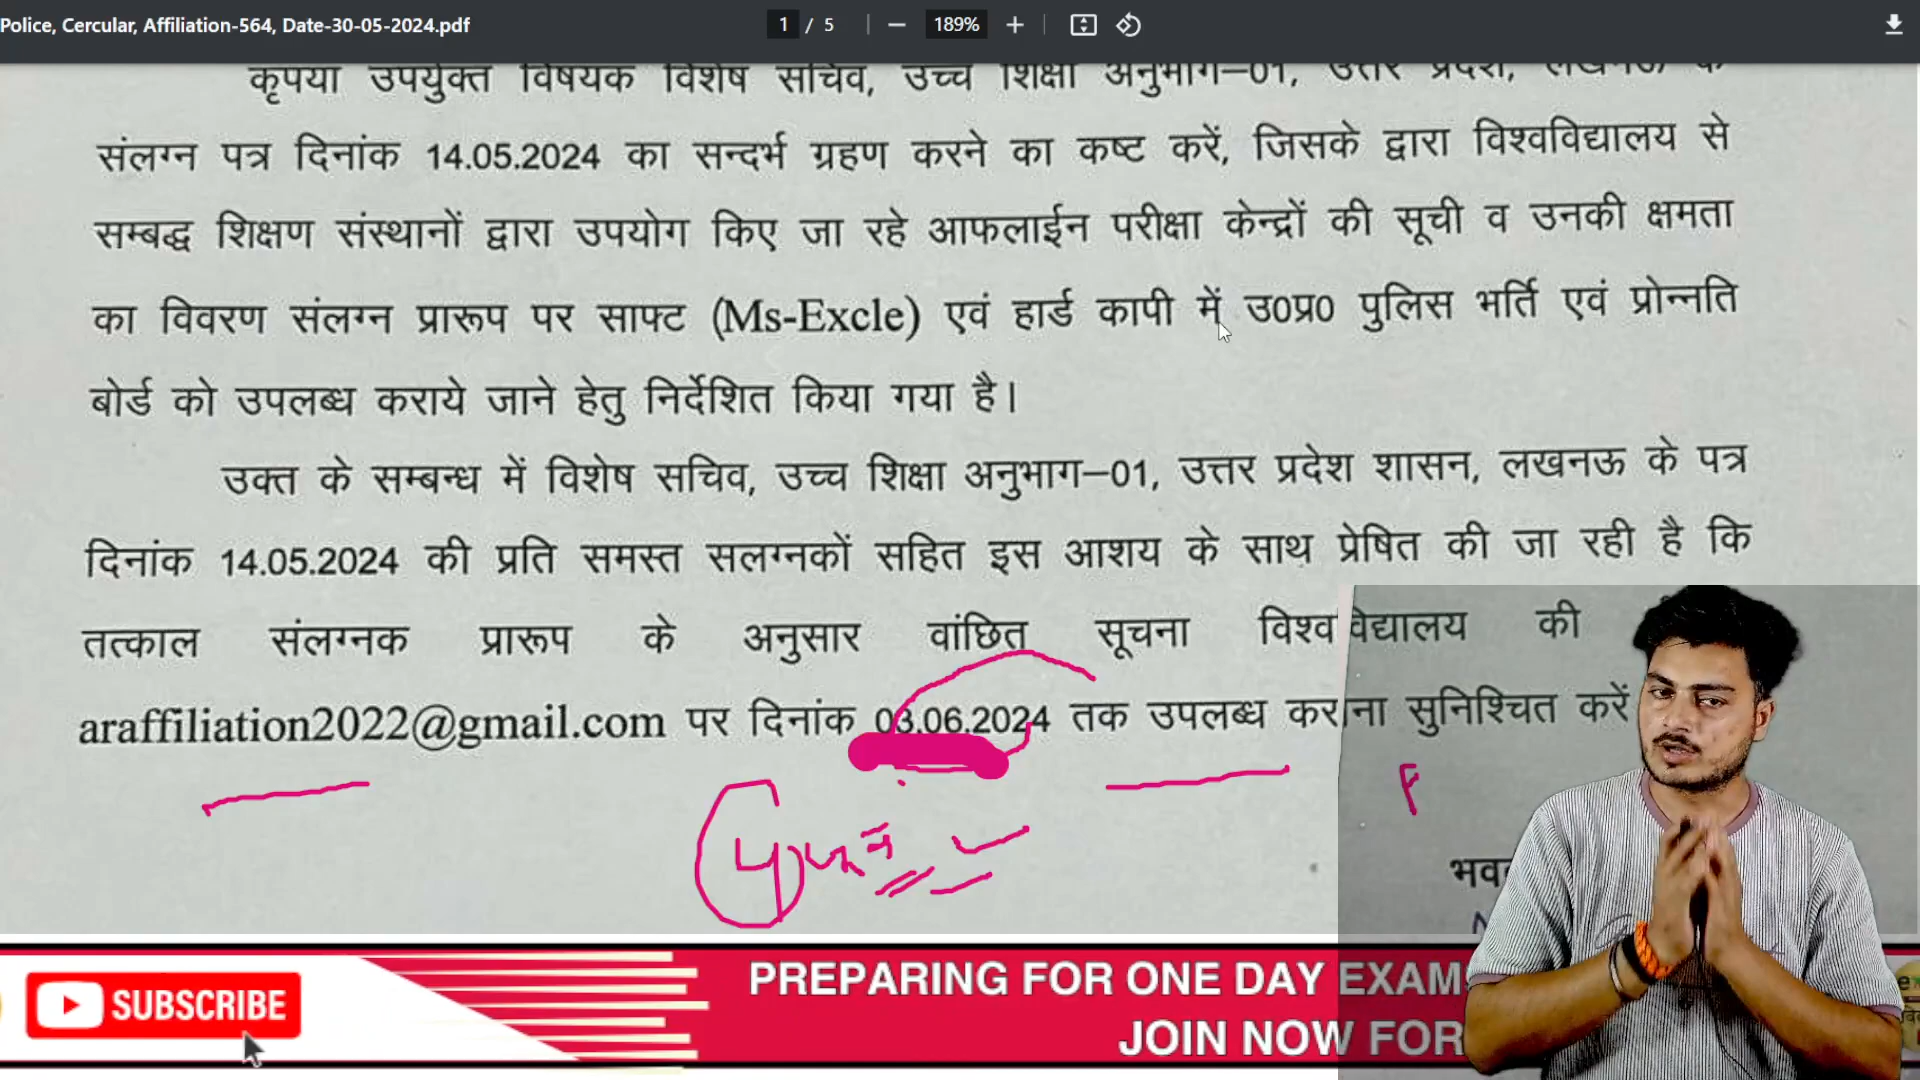 Police, Cercular, Affiliation-564, Date-30-05-2024.pdf
1 / 5
189%
कृपया उपर्युक्त विषयक विशेष सचिव, उच्च शिक्षा अनुभाग–01, उत्तर प्रदेश, लखनऊ के
संलग्न पत्र दिनांक 14.05.2024 का सन्दर्भ ग्रहण करने का कष्ट करें, जिसके द्वारा विश्वविद्यालय से
सम्बद्ध शिक्षण संस्थानों द्वारा उपयोग किए जा रहे आफलाईन परीक्षा केन्द्रों की सूची व उनकी क्षमता
का विवरण संलग्न प्रारूप पर साफ्ट (Ms-Excle) एवं हार्ड कापी में उ0प्र0 पुलिस भर्ति एवं प्रोन्नति
बोर्ड को उपलब्ध कराये जाने हेतु निर्देशित किया गया है।
उक्त के सम्बन्ध में विशेष सचिव, उच्च शिक्षा अनुभाग–01, उत्तर प्रदेश शासन, लखनऊ के पत्र
दिनांक 14.05.2024 की प्रति समस्त सलग्नकों सहित इस आशय के साथ प्रेषित की जा रही है कि
तत्काल संलग्नक प्रारूप के अनुसार वांछित सूचना विश्वविद्यालय की
araffiliation2022@gmail.com पर दिनांक 03.06.2024 तक उपलब्ध कराना सुनिश्चित करें
SUBSCRIBE
PREPARING FOR ONE DAY EXAM
JOIN NOW FOR